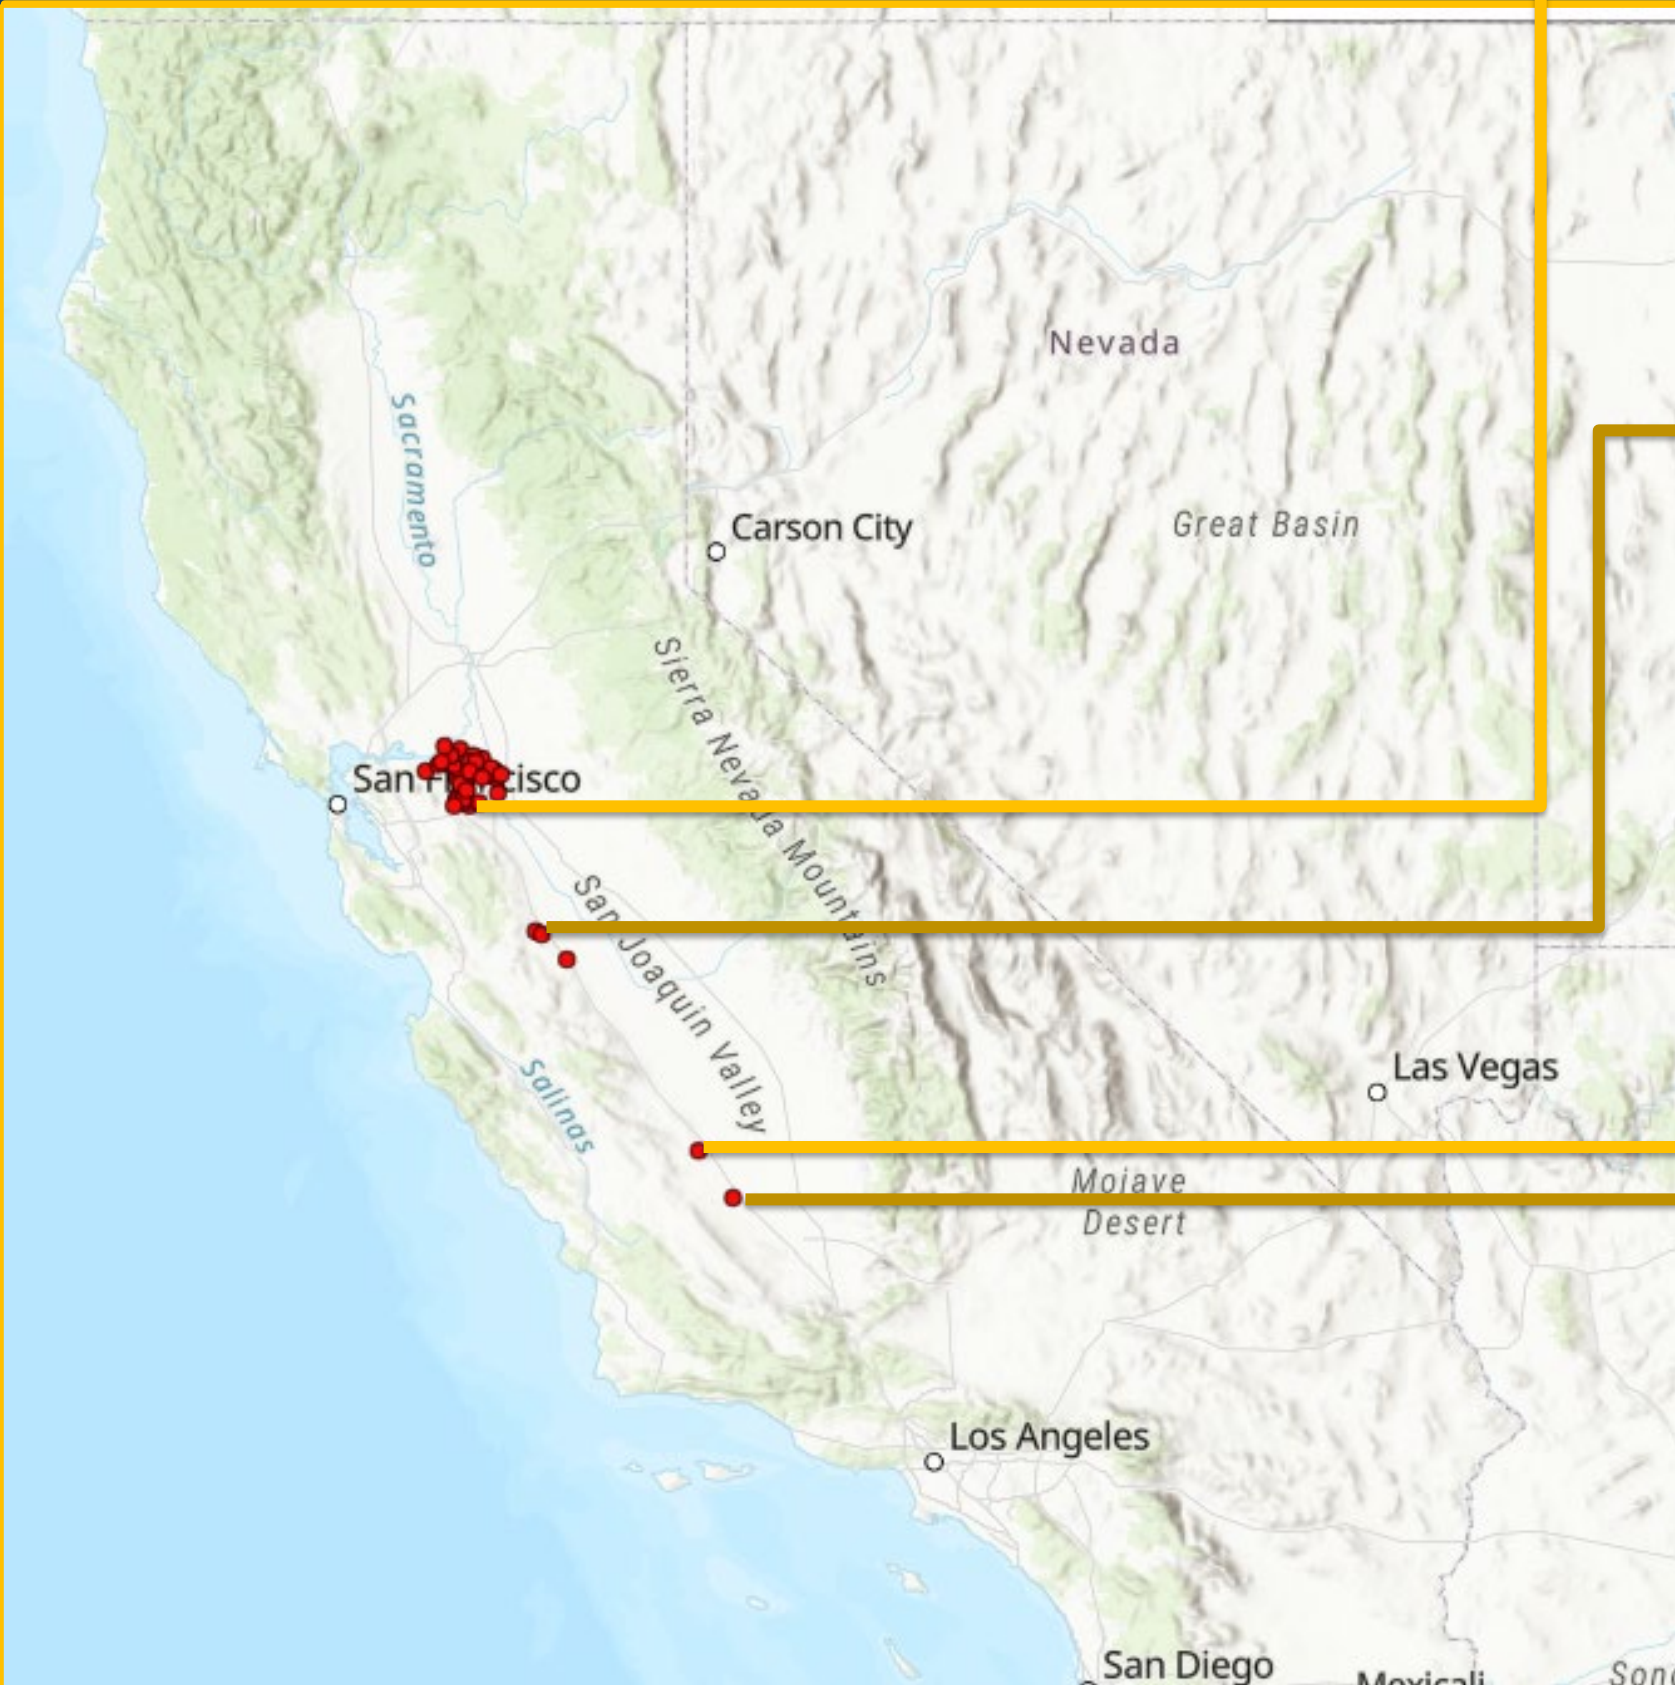 Nevada
Sacramento
Carson City
Great Basin
Sierra Nevada Mountains
San Francisco
San Joaquin Valley
Salinas
Las Vegas
Mojave
Desert
Los Angeles
San Diego
Mexicali